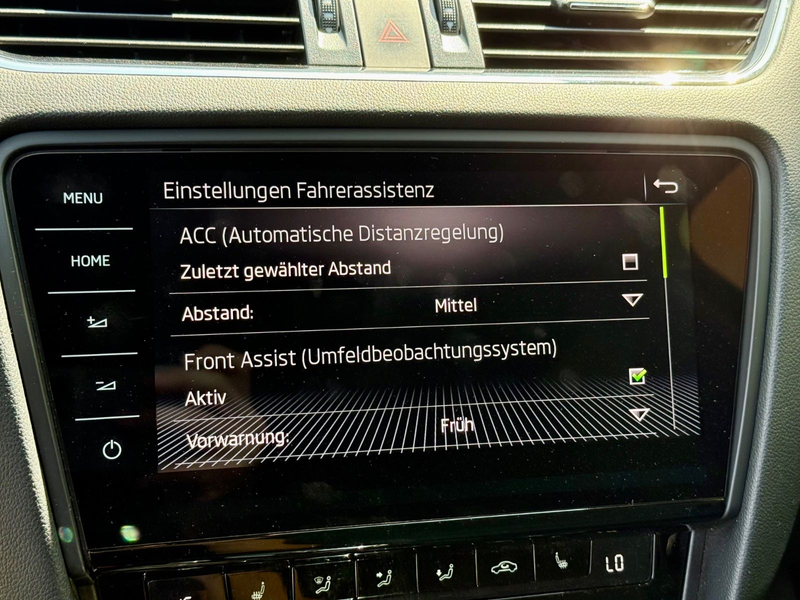 MENU
Einstellungen Fahrerassistenz
ACC (Automatische Distanzregelung)
HOME
Zuletzt gewählter Abstand
Abstand: Mittel
Front Assist (Umfeldbeobachtungssystem)
Aktiv
Vorwarnung: Früh
LO